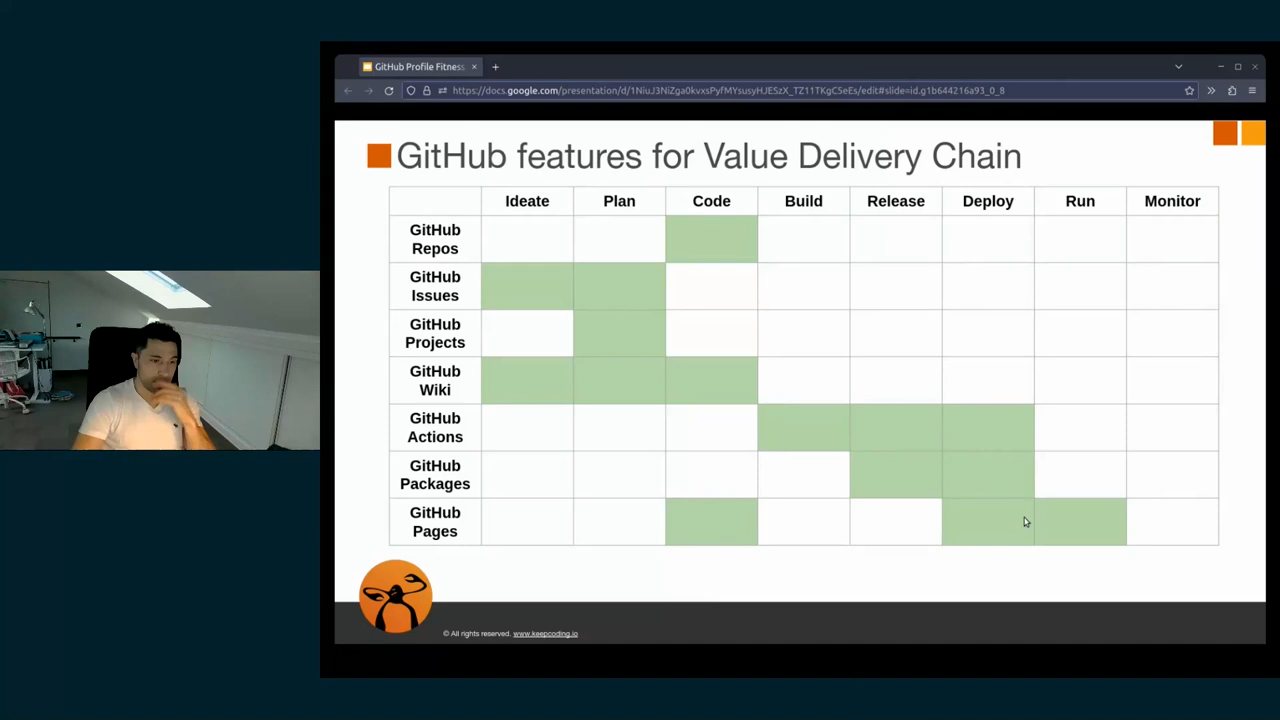 GitHub Profile Fitness
https://docs.google.com/presentation/d/1NiuJ3NiZga0kvxsPyfMYsusyHJESzX_TZ11TKgC5eEs/edit#slide=id.g1b644216a93_0_8
GitHub features for Value Delivery Chain
Ideate Plan Code Build Release Deploy Run Monitor
GitHub
Repos
GitHub
Issues
GitHub
Projects
GitHub
Wiki
GitHub
Actions
GitHub
Packages
GitHub
Pages
© All rights reserved. www.keepcoding.io